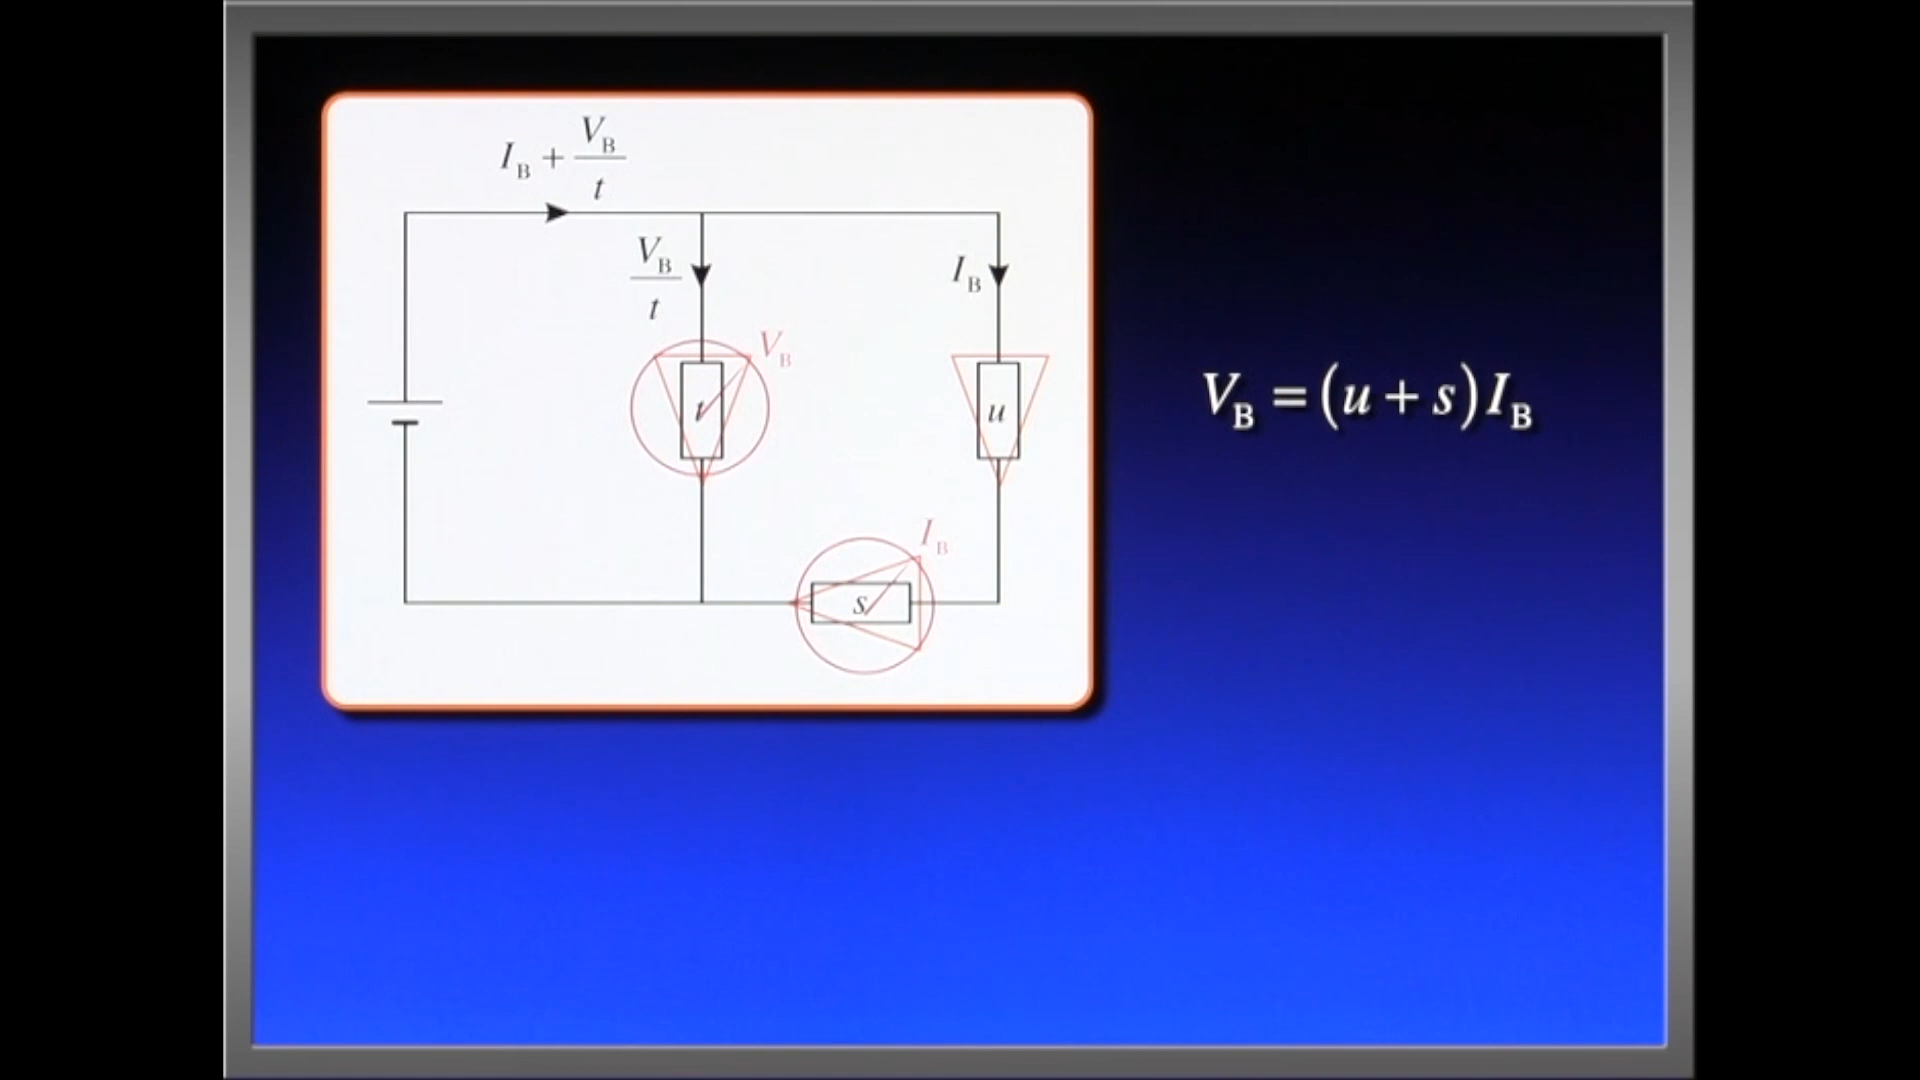 I_B + V_B/t
V_B/t
I_B
V_B
t
u
V_B = (u + s) I_B
I_B
s